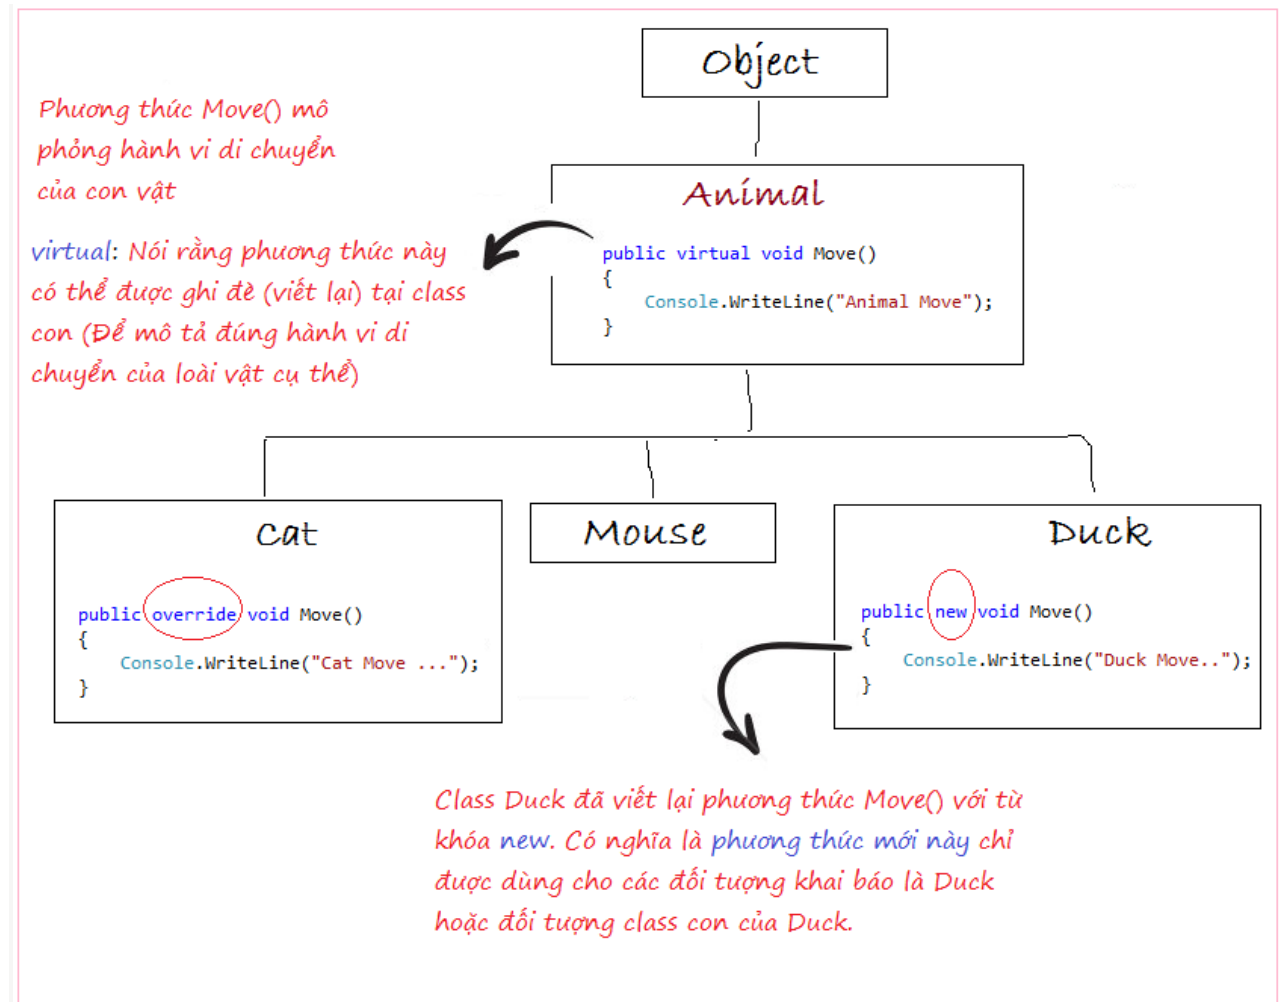 Object
Phương thức Move() mô
phỏng hành vi di chuyển
của con vật
virtual: Nói rằng phương thức này
có thể được ghi đè (viết lại) tại class
con (Để mô tả đúng hành vi di
chuyển của loài vật cụ thể)
Animal
public virtual void Move()
{
Console.WriteLine("Animal Move");
}
Cat
public override void Move()
{
Console.WriteLine("Cat Move ...");
}
Mouse
Duck
public new void Move()
{
Console.WriteLine("Duck Move..");
}
Class Duck đã viết lại phương thức Move() với từ
khóa new. Có nghĩa là phương thức mới này chỉ
được dùng cho các đối tượng khai báo là Duck
hoặc đối tượng class con của Duck.